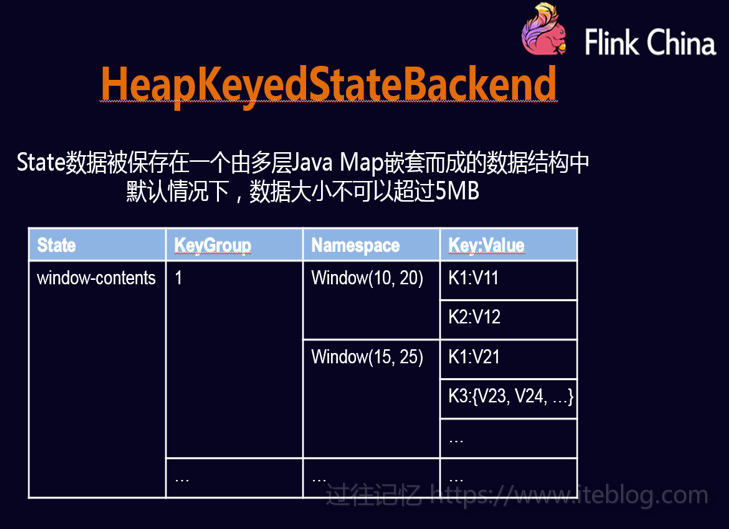 Flink China
HeapKeyedStateBackend
State数据被保存在一个由多层Java Map嵌套而成的数据结构中
默认情况下，数据大小不可以超过5MB
State KeyGroup Namespace Key:Value
window-contents 1 Window(10, 20) K1:V11
K2:V12
Window(15, 25) K1:V21
K3:{V23, V24, …}
…
… … …
过往记忆 https://www.iteblog.com